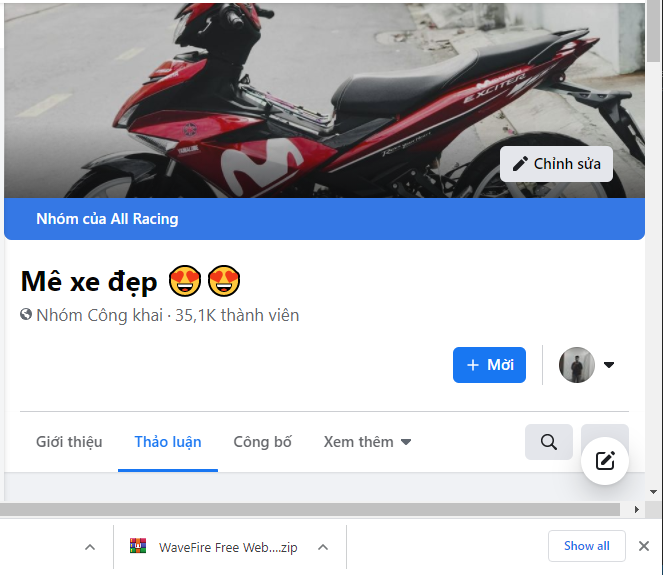 EXCITER
YAMALUBE
Chỉnh sửa
Nhóm của All Racing
Mê xe đẹp 😍😍
Nhóm Công khai · 35,1K thành viên
+ Mời
Giới thiệu Thảo luận Công bố Xem thêm
WaveFire Free Web....zip
Show all